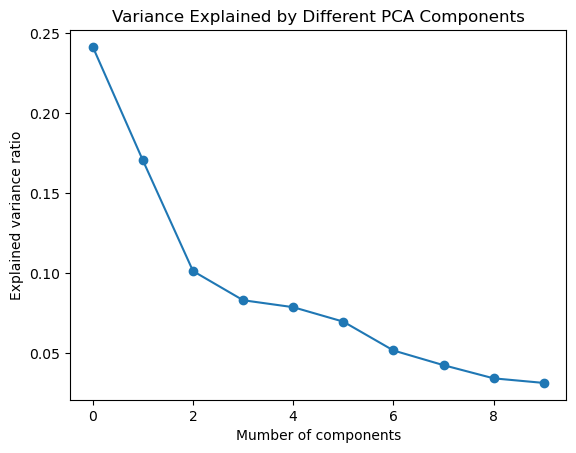 Variance Explained by Different PCA Components
0.25
0.20
0.15
0.10
0.05
Explained variance ratio
0 2 4 6 8
Mumber of components